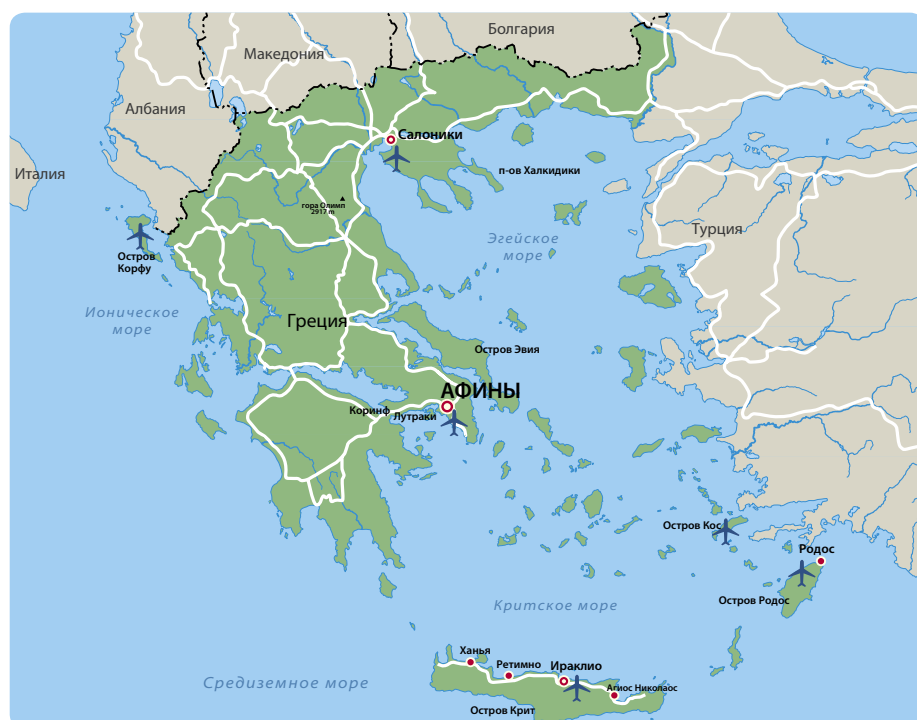 Болгария
Македония
Албания
Салоники
Италия
п-ов Халкидики
гора Олимп
2917 m
Турция
Эгейское
море
Остров
Корфу
Ионическое
море
Греция
Остров Эвия
АФИНЫ
Коринф
Лутраки
Остров Кос
Родос
Остров Родос
Критское море
Ханья
Ретимно
Ираклио
Агиос Николаос
Средиземное море
Остров Крит